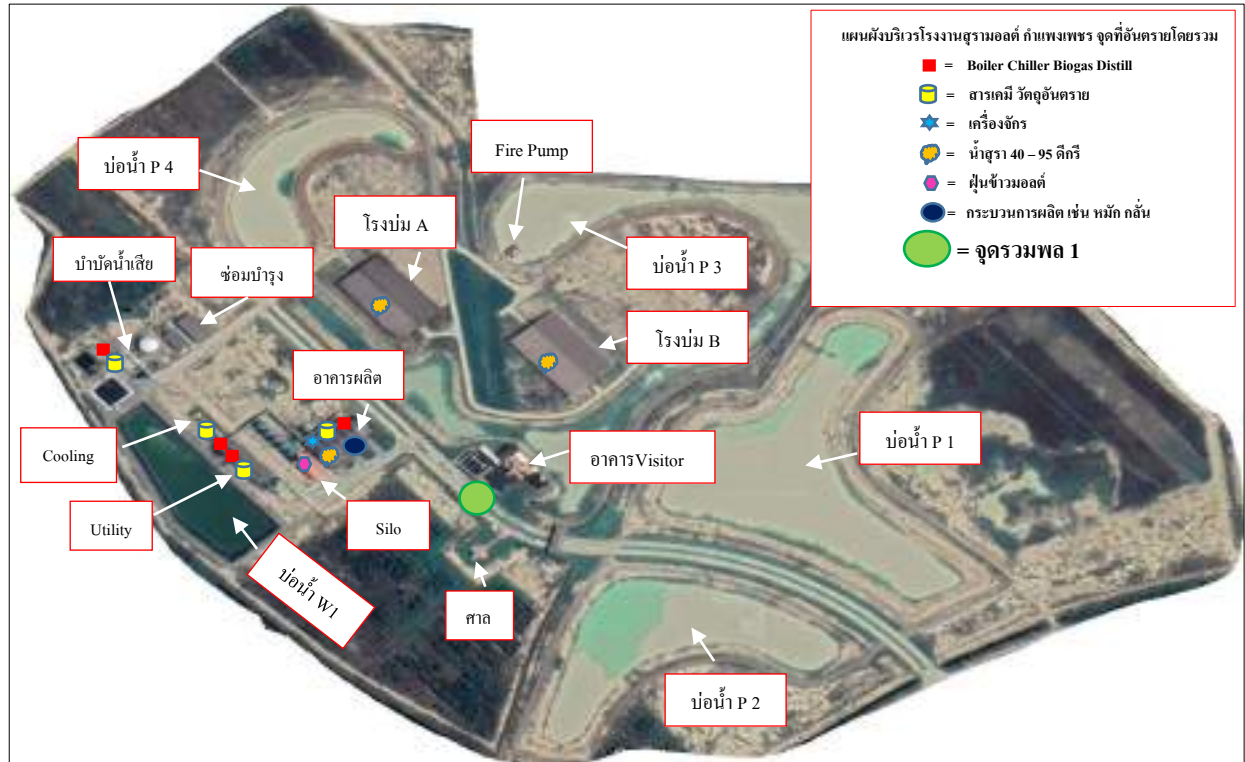 แผนผังบริเวรโรงงานสุรามอลต์ กำแพงเพชร จุดที่อันตรายโดยรวม
= Boiler Chiller Biogas Distill
= สารเคมี วัตถุอันตราย
= เครื่องจักร
= น้ำสุรา 40 – 95 ดีกรี
= ฝุ่นข้าวมอลต์
= กระบวนการผลิต เช่น หมัก กลั่น
= จุดรวมพล 1
บ่อน้ำ P 4
Fire Pump
โรงบ่ม A
บ่อน้ำ P 3
บำบัดน้ำเสีย
ซ่อมบำรุง
โรงบ่ม B
อาคารผลิต
บ่อน้ำ P 1
Cooling
อาคารVisitor
Utility
Silo
บ่อน้ำ W1
ศาล
บ่อน้ำ P 2